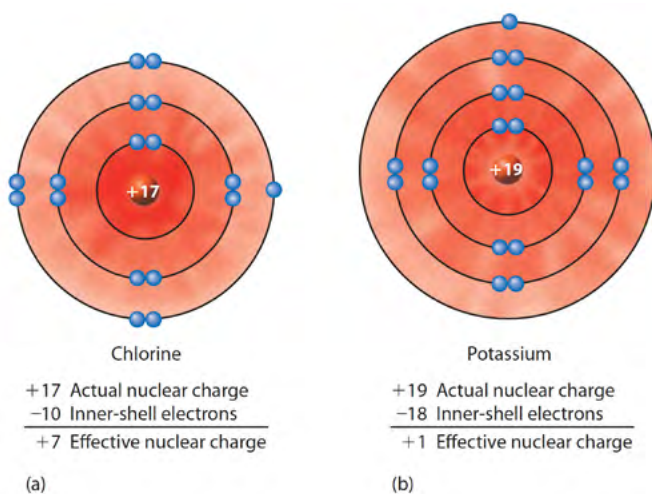 +17
+19
Chlorine
+17 Actual nuclear charge
−10 Inner-shell electrons
+7 Effective nuclear charge
(a)
Potassium
+19 Actual nuclear charge
−18 Inner-shell electrons
+1 Effective nuclear charge
(b)